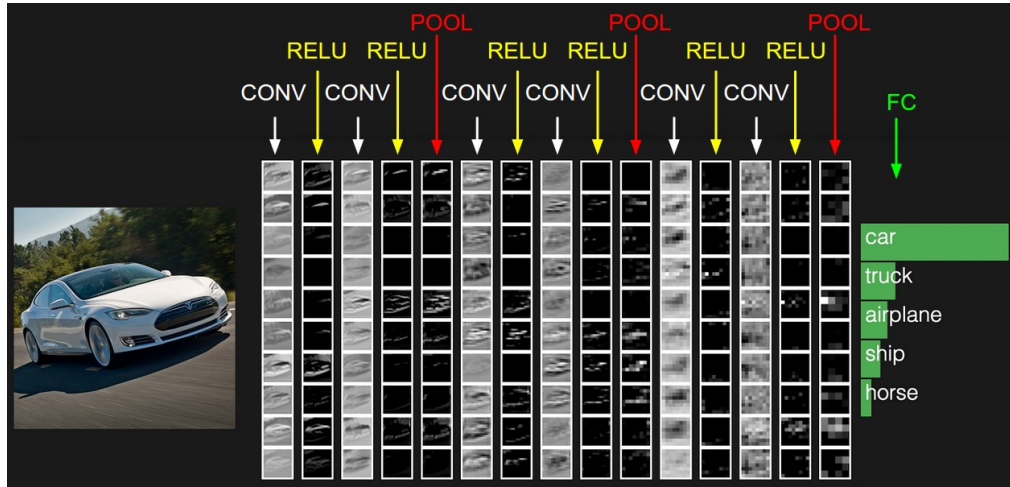 POOL POOL POOL
RELU RELU RELU RELU RELU RELU
CONV CONV CONV CONV CONV CONV
FC
car
truck
airplane
ship
horse